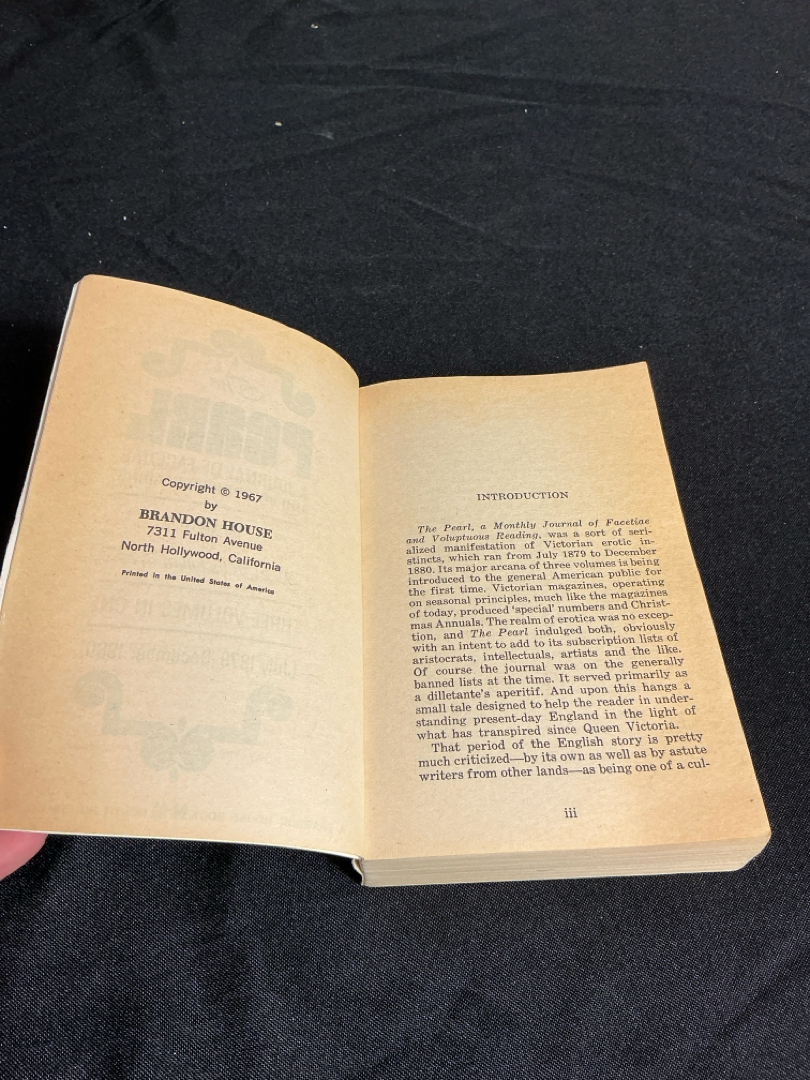 Copyright © 1967
by
BRANDON HOUSE
7311 Fulton Avenue
North Hollywood, California
Printed in the United States of America
INTRODUCTION
The Pearl, a Monthly Journal of Facetiae
and Voluptuous Reading, was a sort of seri-
alized manifestation of Victorian erotic in-
stincts, which ran from July 1879 to December
1880. Its major arcana of three volumes is being
introduced to the general American public for
the first time. Victorian magazines, operating
on seasonal principles, much like the magazines
of today, produced 'special' numbers and Christ-
mas Annuals. The realm of erotica was no excep-
tion, and The Pearl indulged both, obviously
with an intent to add to its subscription lists of
aristocrats, intellectuals, artists and the like.
Of course the journal was on the generally
banned lists at the time. It served primarily as
a dilletante's aperitif. And upon this hangs a
small tale designed to help the reader in under-
standing present-day England in the light of
what has transpired since Queen Victoria.
That period of the English story is pretty
much criticized—by its own as well as by astute
writers from other lands—as being one of a cul-
iii